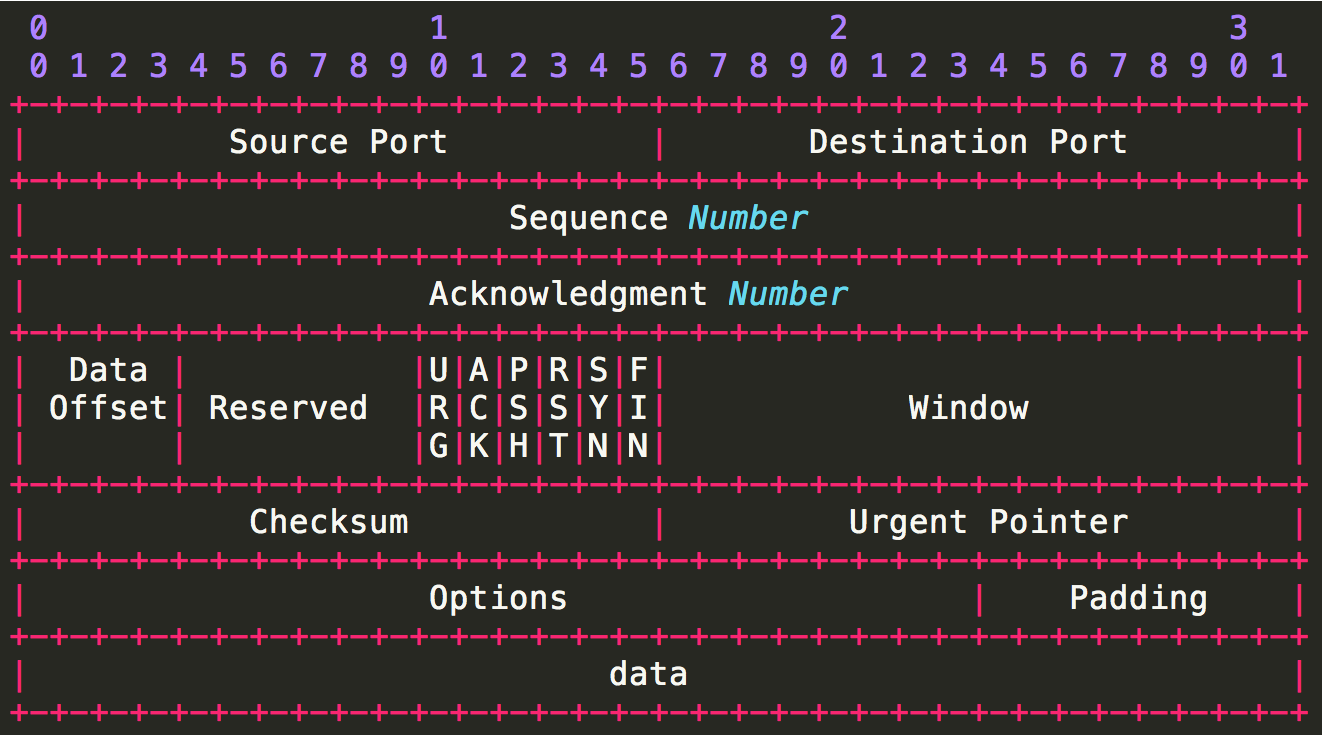 0                   1                   2                   3
 0 1 2 3 4 5 6 7 8 9 0 1 2 3 4 5 6 7 8 9 0 1 2 3 4 5 6 7 8 9 0 1
+-+-+-+-+-+-+-+-+-+-+-+-+-+-+-+-+-+-+-+-+-+-+-+-+-+-+-+-+-+-+-+-+
|          Source Port          |       Destination Port        |
+-+-+-+-+-+-+-+-+-+-+-+-+-+-+-+-+-+-+-+-+-+-+-+-+-+-+-+-+-+-+-+-+
|                        Sequence Number                        |
+-+-+-+-+-+-+-+-+-+-+-+-+-+-+-+-+-+-+-+-+-+-+-+-+-+-+-+-+-+-+-+-+
|                    Acknowledgment Number                      |
+-+-+-+-+-+-+-+-+-+-+-+-+-+-+-+-+-+-+-+-+-+-+-+-+-+-+-+-+-+-+-+-+
|  Data |           |U|A|P|R|S|F|                               |
| Offset| Reserved  |R|C|S|S|Y|I|            Window             |
|       |           |G|K|H|T|N|N|                               |
+-+-+-+-+-+-+-+-+-+-+-+-+-+-+-+-+-+-+-+-+-+-+-+-+-+-+-+-+-+-+-+-+
|           Checksum            |         Urgent Pointer        |
+-+-+-+-+-+-+-+-+-+-+-+-+-+-+-+-+-+-+-+-+-+-+-+-+-+-+-+-+-+-+-+-+
|                    Options                    |    Padding    |
+-+-+-+-+-+-+-+-+-+-+-+-+-+-+-+-+-+-+-+-+-+-+-+-+-+-+-+-+-+-+-+-+
|                             data                              |
+-+-+-+-+-+-+-+-+-+-+-+-+-+-+-+-+-+-+-+-+-+-+-+-+-+-+-+-+-+-+-+-+